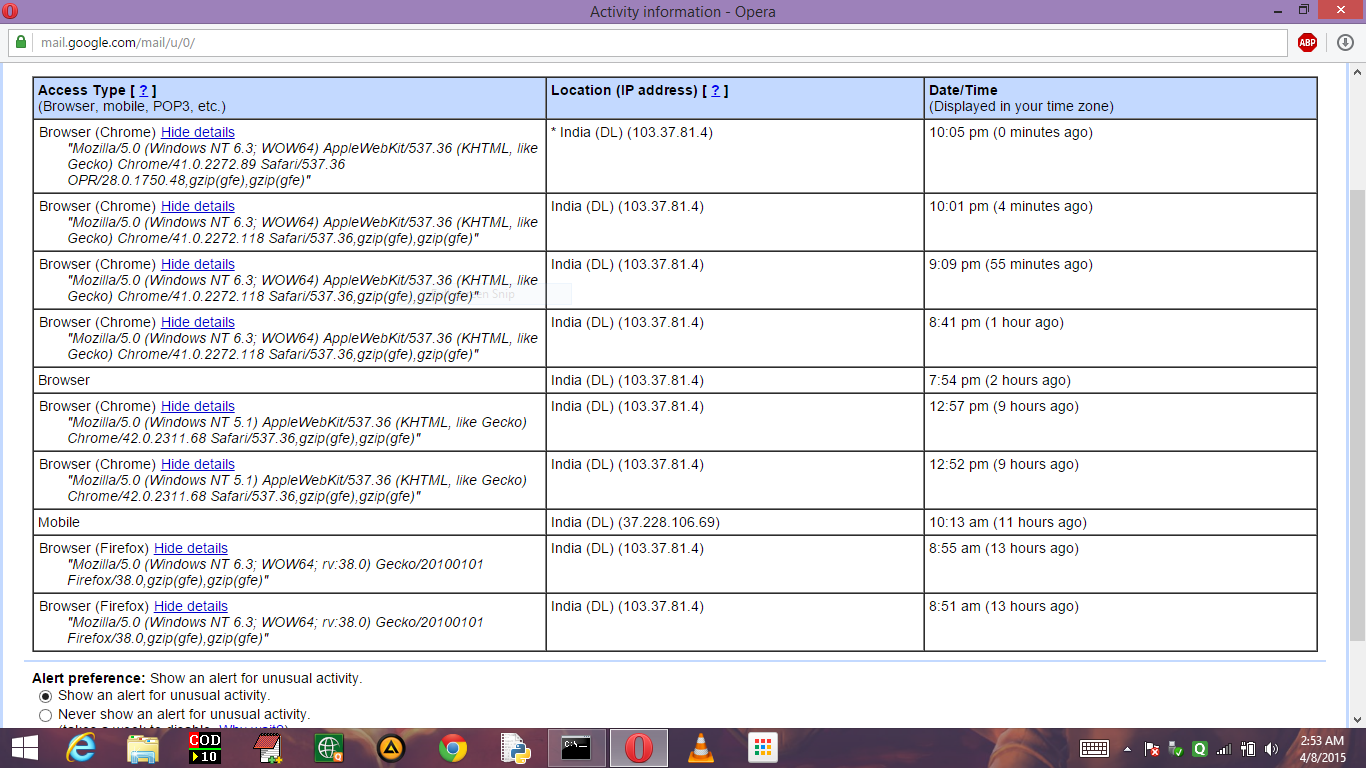 Activity information - Opera
mail.google.com/mail/u/0/
ABP
Access Type [ ? ]
(Browser, mobile, POP3, etc.)
Location (IP address) [ ? ]
Date/Time
(Displayed in your time zone)
Browser (Chrome) Hide details
"Mozilla/5.0 (Windows NT 6.3; WOW64) AppleWebKit/537.36 (KHTML, like
Gecko) Chrome/41.0.2272.89 Safari/537.36
OPR/28.0.1750.48,gzip(gfe),gzip(gfe)"
* India (DL) (103.37.81.4)
10:05 pm (0 minutes ago)
Browser (Chrome) Hide details
"Mozilla/5.0 (Windows NT 6.3; WOW64) AppleWebKit/537.36 (KHTML, like
Gecko) Chrome/41.0.2272.118 Safari/537.36,gzip(gfe),gzip(gfe)"
India (DL) (103.37.81.4)
10:01 pm (4 minutes ago)
Browser (Chrome) Hide details
"Mozilla/5.0 (Windows NT 6.3; WOW64) AppleWebKit/537.36 (KHTML, like
Gecko) Chrome/41.0.2272.118 Safari/537.36,gzip(gfe),gzip(gfe)"
Snip
India (DL) (103.37.81.4)
9:09 pm (55 minutes ago)
Browser (Chrome) Hide details
"Mozilla/5.0 (Windows NT 6.3; WOW64) AppleWebKit/537.36 (KHTML, like
Gecko) Chrome/41.0.2272.118 Safari/537.36,gzip(gfe),gzip(gfe)"
India (DL) (103.37.81.4)
8:41 pm (1 hour ago)
Browser
India (DL) (103.37.81.4)
7:54 pm (2 hours ago)
Browser (Chrome) Hide details
"Mozilla/5.0 (Windows NT 5.1) AppleWebKit/537.36 (KHTML, like Gecko)
Chrome/42.0.2311.68 Safari/537.36,gzip(gfe),gzip(gfe)"
India (DL) (103.37.81.4)
12:57 pm (9 hours ago)
Browser (Chrome) Hide details
"Mozilla/5.0 (Windows NT 5.1) AppleWebKit/537.36 (KHTML, like Gecko)
Chrome/42.0.2311.68 Safari/537.36,gzip(gfe),gzip(gfe)"
India (DL) (103.37.81.4)
12:52 pm (9 hours ago)
Mobile
India (DL) (37.228.106.69)
10:13 am (11 hours ago)
Browser (Firefox) Hide details
"Mozilla/5.0 (Windows NT 6.3; WOW64; rv:38.0) Gecko/20100101
Firefox/38.0,gzip(gfe),gzip(gfe)"
India (DL) (103.37.81.4)
8:55 am (13 hours ago)
Browser (Firefox) Hide details
"Mozilla/5.0 (Windows NT 6.3; WOW64; rv:38.0) Gecko/20100101
Firefox/38.0,gzip(gfe),gzip(gfe)"
India (DL) (103.37.81.4)
8:51 am (13 hours ago)
Alert preference: Show an alert for unusual activity.
Show an alert for unusual activity.
Never show an alert for unusual activity.
COD
10
C:\
2:53 AM
4/8/2015